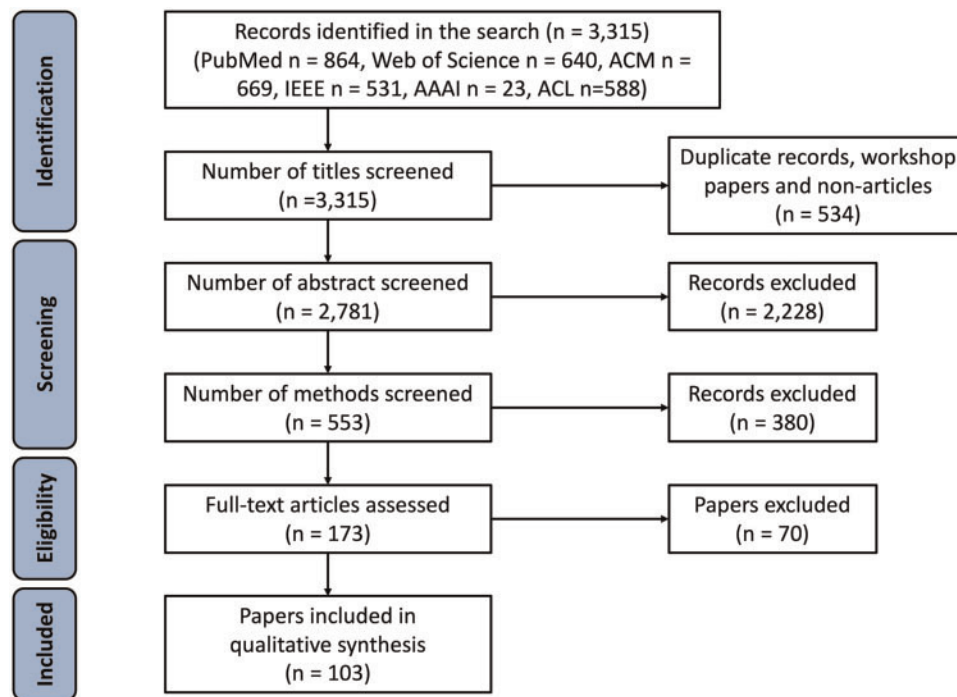 Identification
Records identified in the search (n = 3,315)
(PubMed n = 864, Web of Science n = 640, ACM n =
669, IEEE n = 531, AAAI n = 23, ACL n=588)
Number of titles screened
(n =3,315)
Duplicate records, workshop
papers and non-articles
(n = 534)
Screening
Number of abstract screened
(n = 2,781)
Records excluded
(n = 2,228)
Number of methods screened
(n = 553)
Records excluded
(n = 380)
Eligibility
Full-text articles assessed
(n = 173)
Papers excluded
(n = 70)
Included
Papers included in
qualitative synthesis
(n = 103)